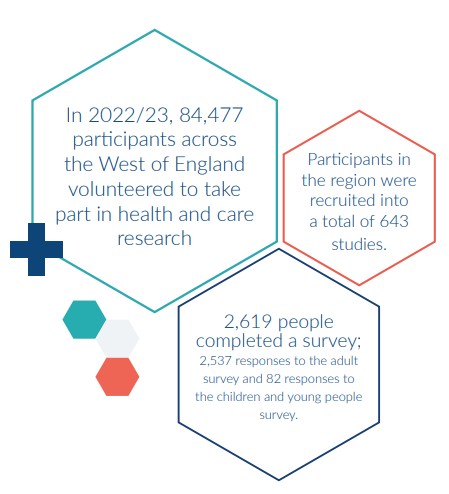 In 2022/23, 84,477
participants across
the West of England
volunteered to take
part in health and care
research
Participants in
the region were
recruited into
a total of 643
studies.
2,619 people
completed a survey;
2,537 responses to the adult
survey and 82 responses to
the children and young people
survey.